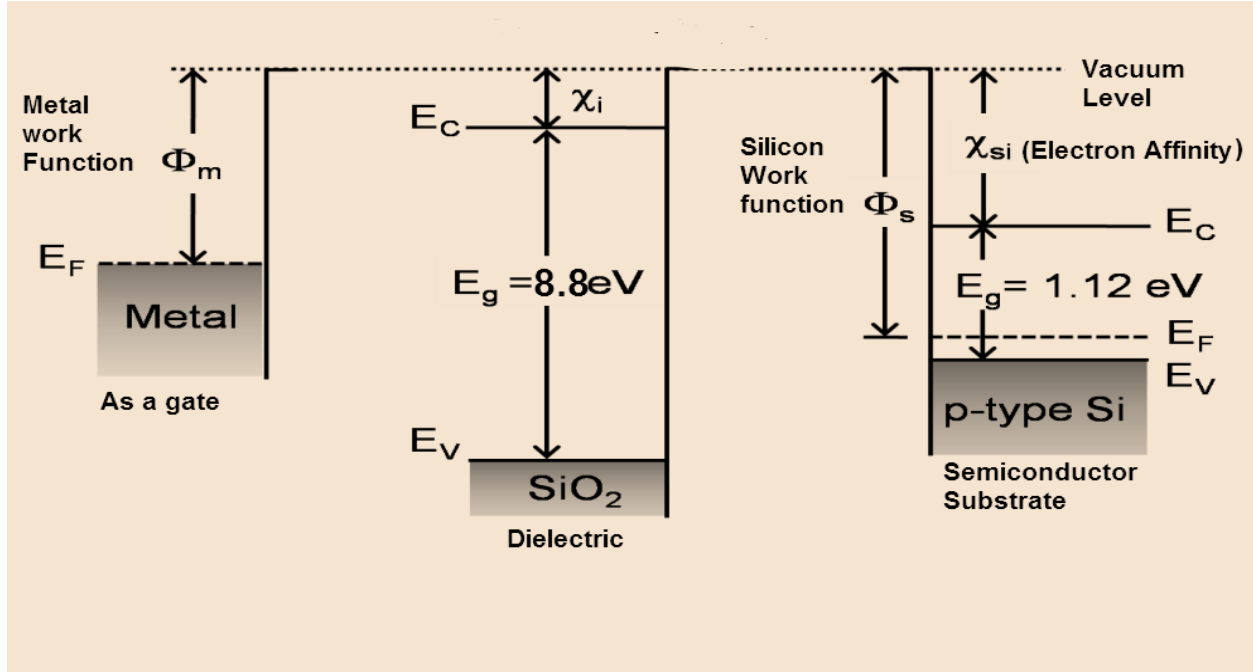 Metal
work
Function
Φm
EF
Metal
As a gate
χi
EC
Eg =8.8eV
EV
SiO2
Dielectric
Silicon
Work
function
Φs
Vacuum
Level
χsi (Electron Affinity)
EC
Eg= 1.12 eV
EF
EV
p-type Si
Semiconductor
Substrate